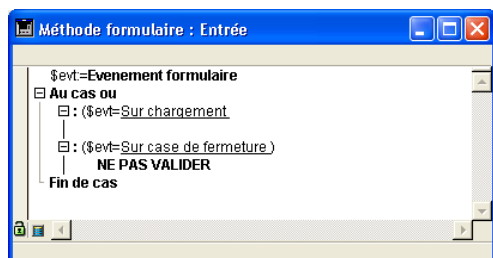 Méthode formulaire : Entrée
$evt:=Evenement formulaire
Au cas ou
: ($evt=Sur chargement
: ($evt=Sur case de fermeture )
NE PAS VALIDER
Fin de cas